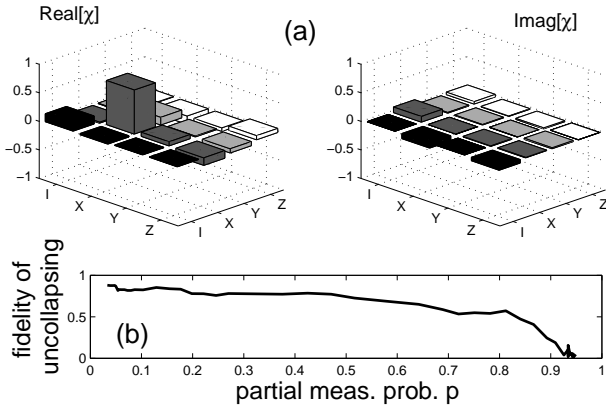 Real[χ]
(a)
Imag[χ]
1
0.5
0
−0.5
−1
I
X
Y
Z
I
X
Y
Z
1
0.5
0
−0.5
−1
I
X
Y
Z
I
X
Y
Z
fidelity of
uncollapsing
1
0.5
0
(b)
0 0.1 0.2 0.3 0.4 0.5 0.6 0.7 0.8 0.9 1
partial meas. prob. p